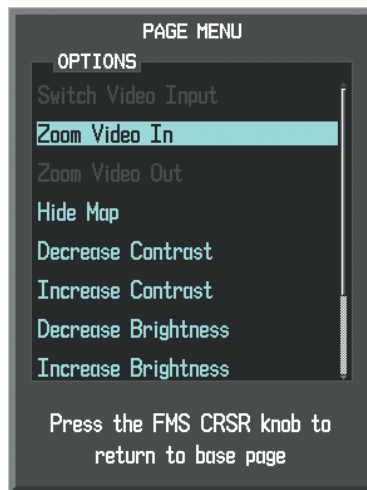 PAGE MENU
OPTIONS
Switch Video Input
Zoom Video In
Zoom Video Out
Hide Map
Decrease Contrast
Increase Contrast
Decrease Brightness
Increase Brightness
Press the FMS CRSR knob to
return to base page